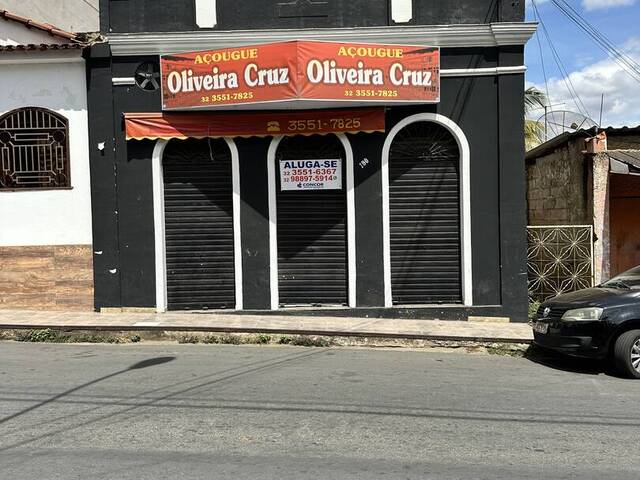 AÇOUGUE
Oliveira Cruz
32 3551-7825
AÇOUGUE
Oliveira Cruz
32 3551-7825
3551-7825
ALUGA-SE
32 3551-6367
32 98897-5914
CONCOR
190